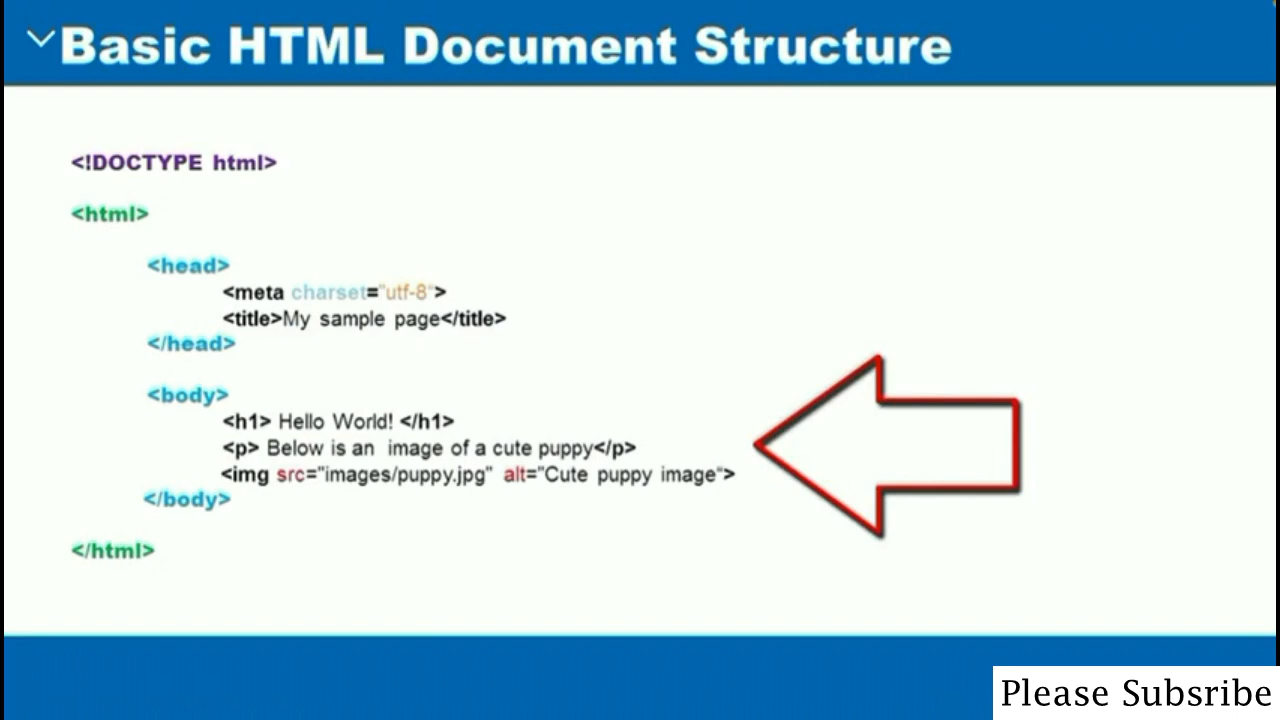 Basic HTML Document Structure
<!DOCTYPE html>
<html>
<head>
<meta charset="utf-8">
<title>My sample page</title>
</head>
<body>
<h1> Hello World! </h1>
<p> Below is an image of a cute puppy</p>
<img src="images/puppy.jpg" alt="Cute puppy image">
</body>
</html>
Please Subsribe